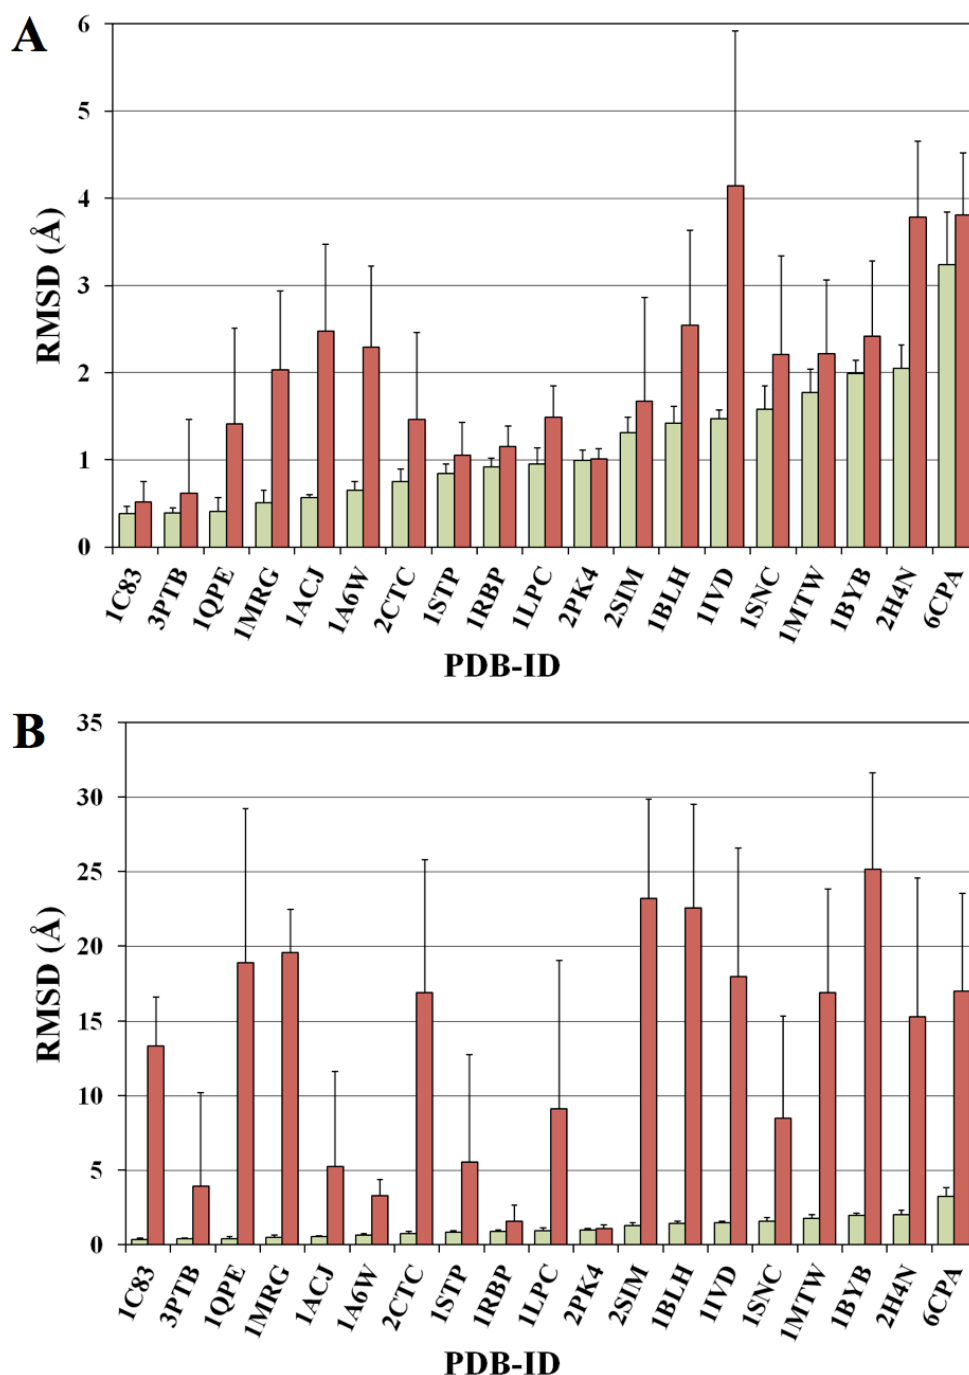 A
RMSD (Å)
6
5
4
3
2
1
0
1C83 3PTB 1QPE 1MRG 1ACJ 1A6W 2CTC 1STP 1RBP 1LPC 2PK4 2SIM 1BLH 1IVD 1SNC 1MTW 1BYB 2H4N 6CPA
PDB-ID
B
RMSD (Å)
35
30
25
20
15
10
5
0
1C83 3PTB 1QPE 1MRG 1ACJ 1A6W 2CTC 1STP 1RBP 1LPC 2PK4 2SIM 1BLH 1IVD 1SNC 1MTW 1BYB 2H4N 6CPA
PDB-ID